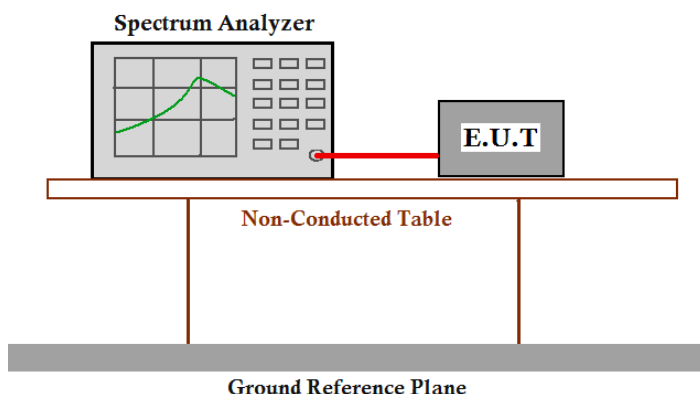 Spectrum Analyzer
E.U.T
Non-Conducted Table
Ground Reference Plane